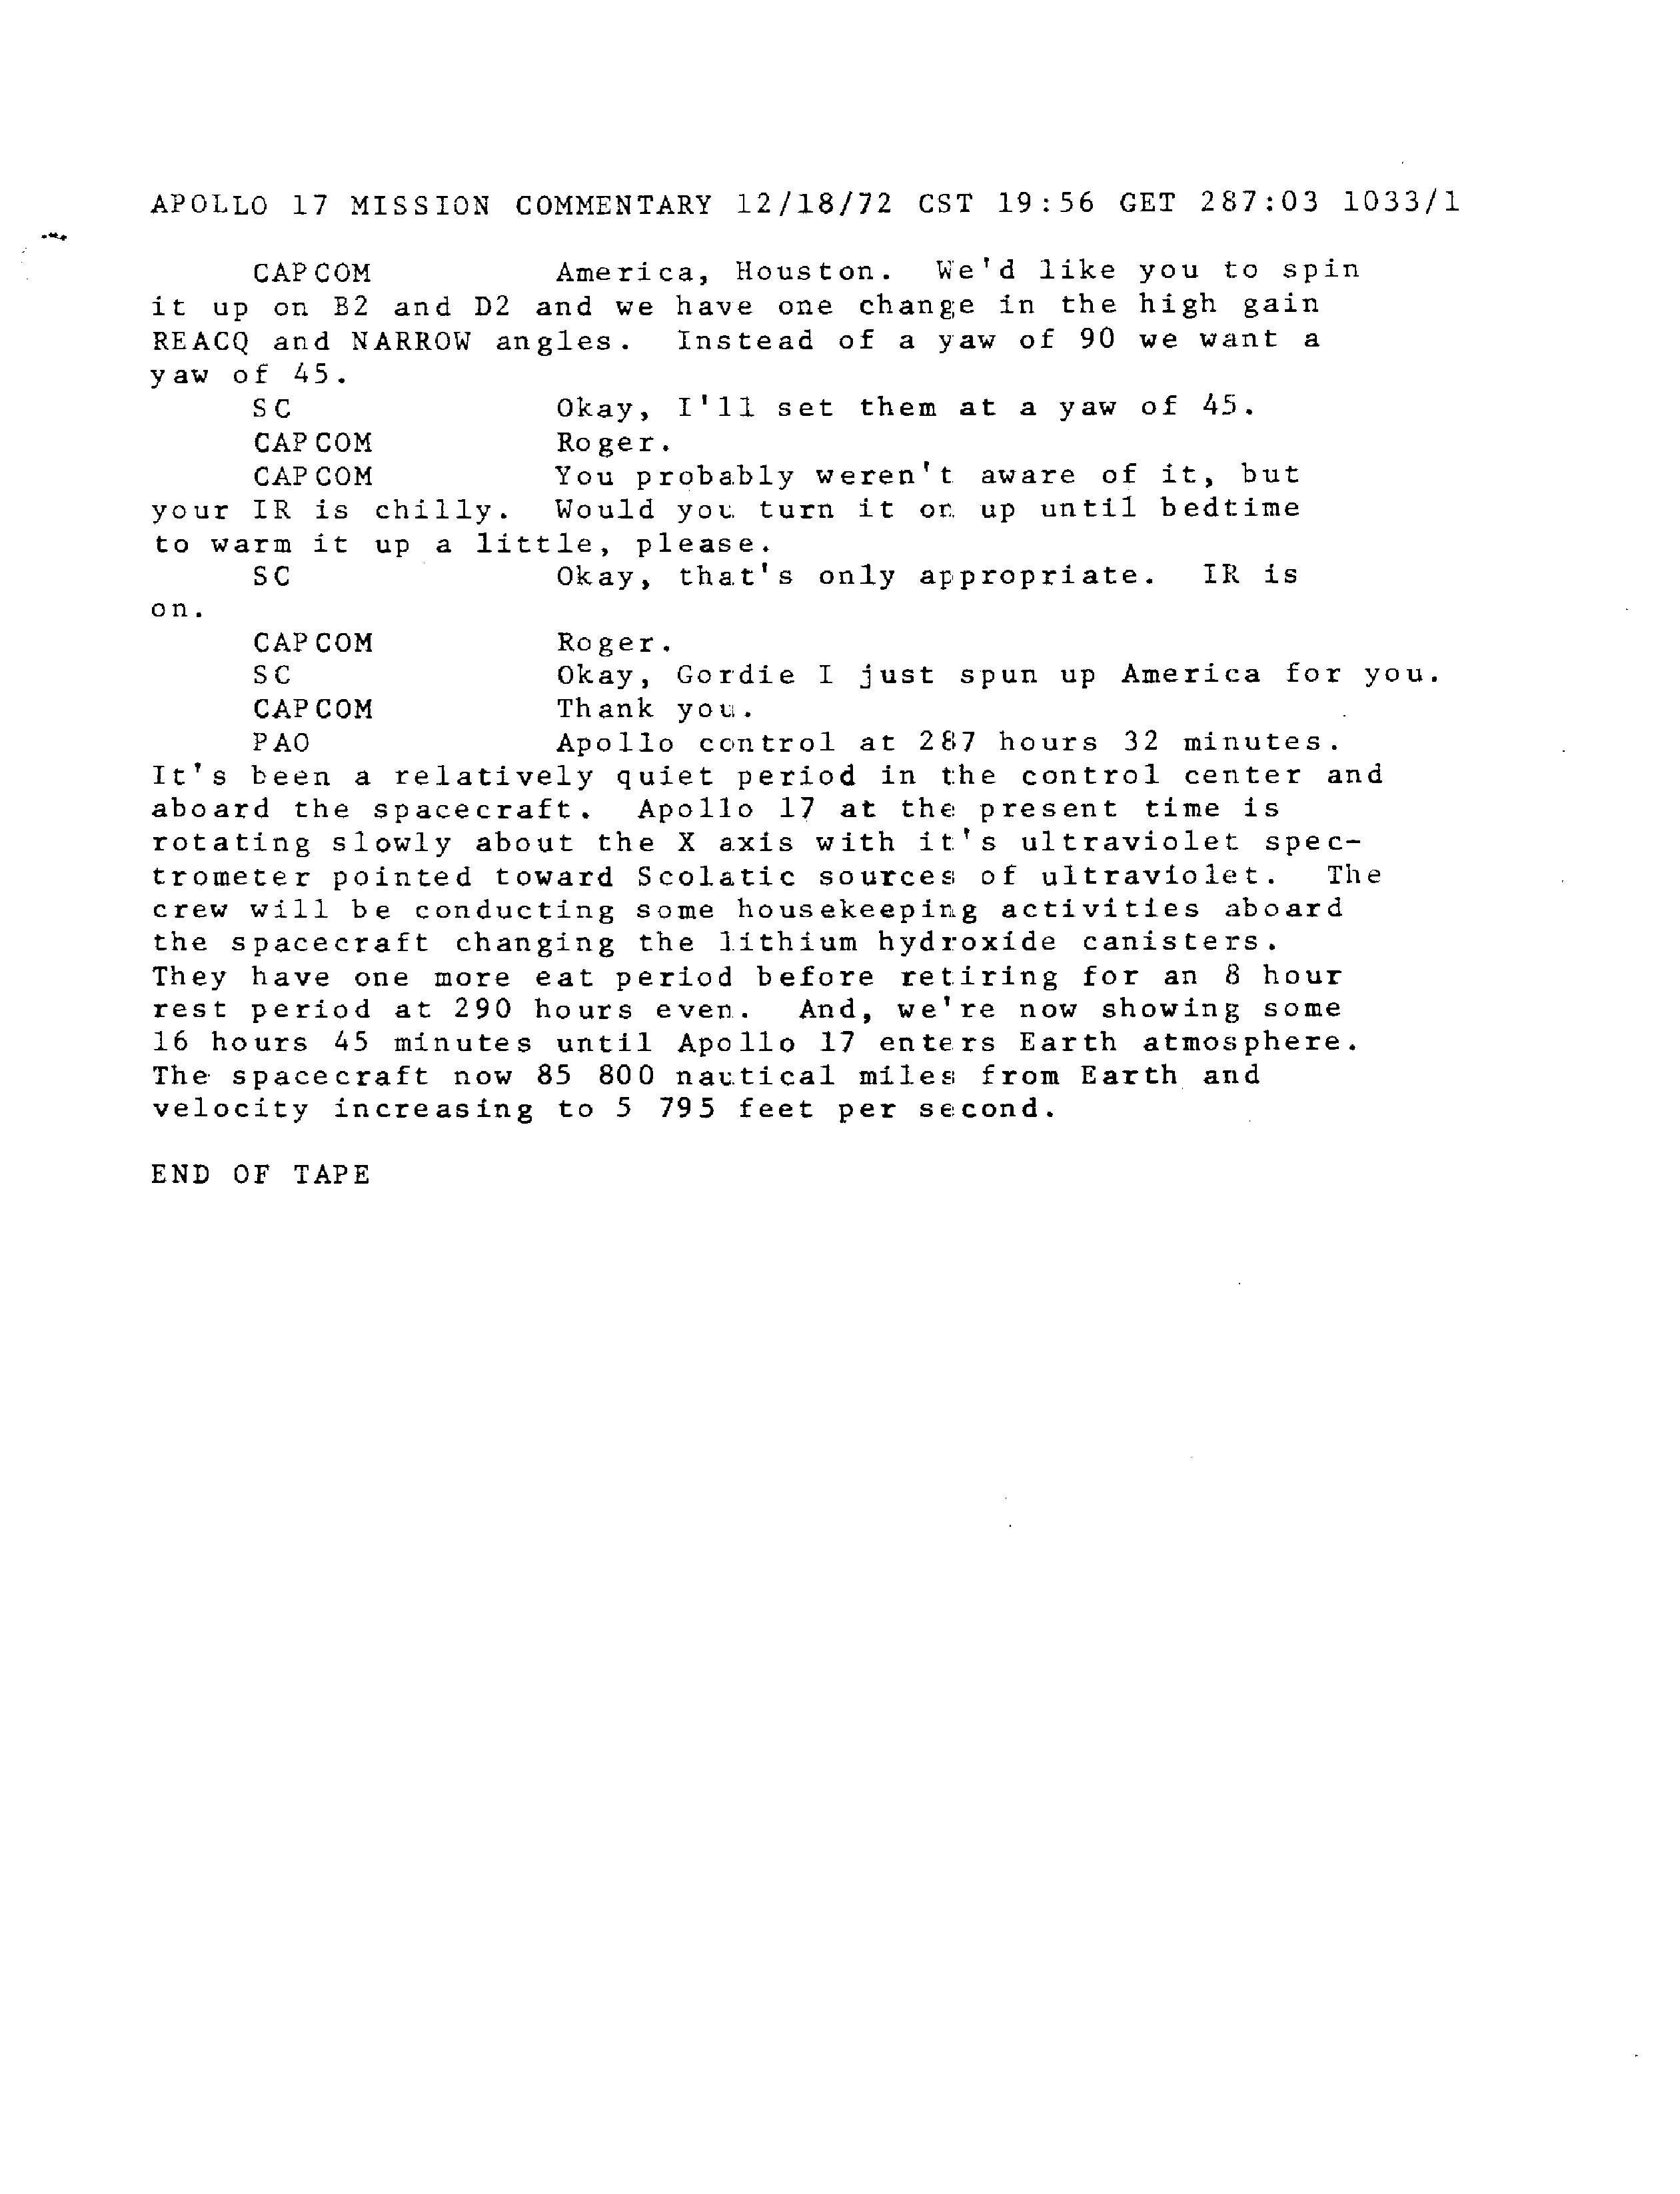 APOLLO 17 MISSION COMMENTARY 12/18/72 CST 19:56 GET 287:03 1033/1
CAPCOM America, Houston. We'd like you to spin
it up on B2 and D2 and we have one change in the high gain
REACQ and NARROW angles. Instead of a yaw of 90 we want a
yaw of 45.
SC Okay, I'll set them at a yaw of 45.
CAPCOM Roger.
CAPCOM You probably weren't aware of it, but
your IR is chilly. Would you turn it on up until bedtime
to warm it up a little, please.
SC Okay, that's only appropriate. IR is
on.
CAPCOM Roger.
SC Okay, Gordie I just spun up America for you.
CAPCOM Thank you.
PAO Apollo control at 287 hours 32 minutes.
It's been a relatively quiet period in the control center and
aboard the spacecraft. Apollo 17 at the present time is
rotating slowly about the X axis with it's ultraviolet spec-
trometer pointed toward Scolatic sources of ultraviolet. The
crew will be conducting some housekeeping activities aboard
the spacecraft changing the lithium hydroxide canisters.
They have one more eat period before retiring for an 8 hour
rest period at 290 hours even. And, we're now showing some
16 hours 45 minutes until Apollo 17 enters Earth atmosphere.
The spacecraft now 85 800 nautical miles from Earth and
velocity increasing to 5 795 feet per second.
END OF TAPE